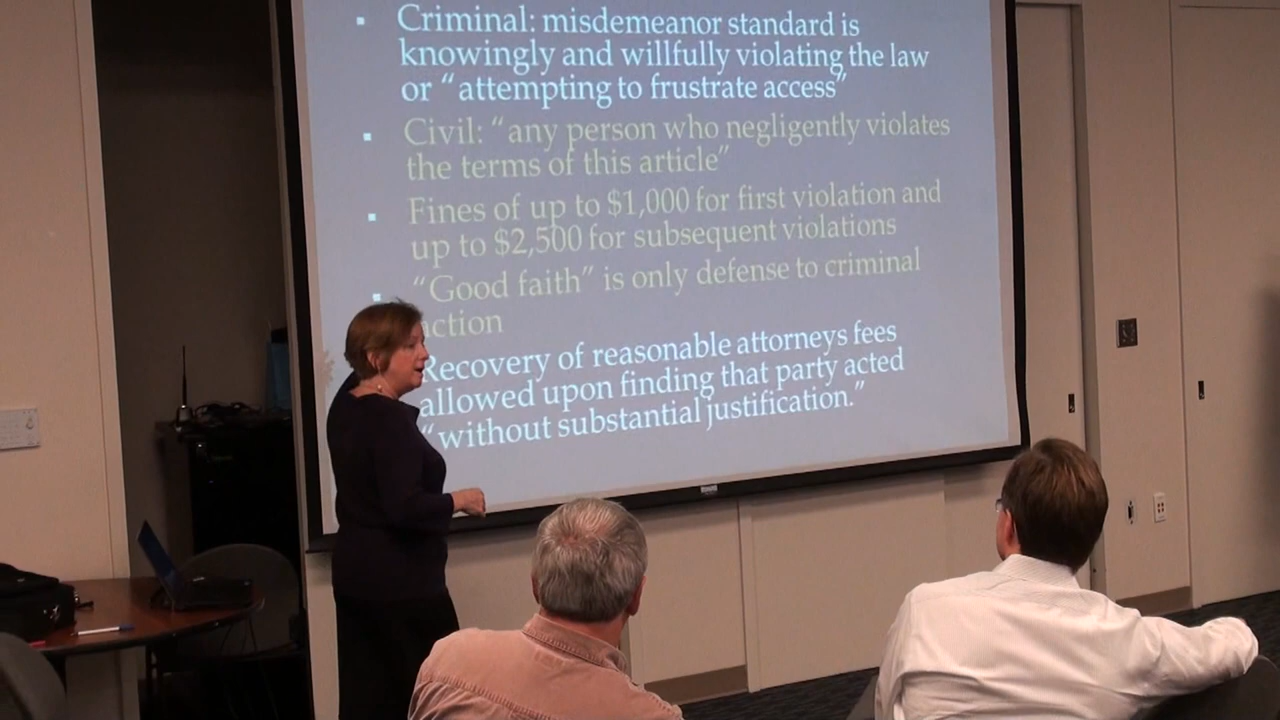 Criminal: misdemeanor standard is
knowingly and willfully violating the law
or “attempting to frustrate access”
Civil: “any person who negligently violates
the terms of this article”
Fines of up to $1,000 for first violation and
up to $2,500 for subsequent violations
“Good faith” is only defense to criminal
action
Recovery of reasonable attorneys fees
allowed upon finding that party acted
“without substantial justification.”